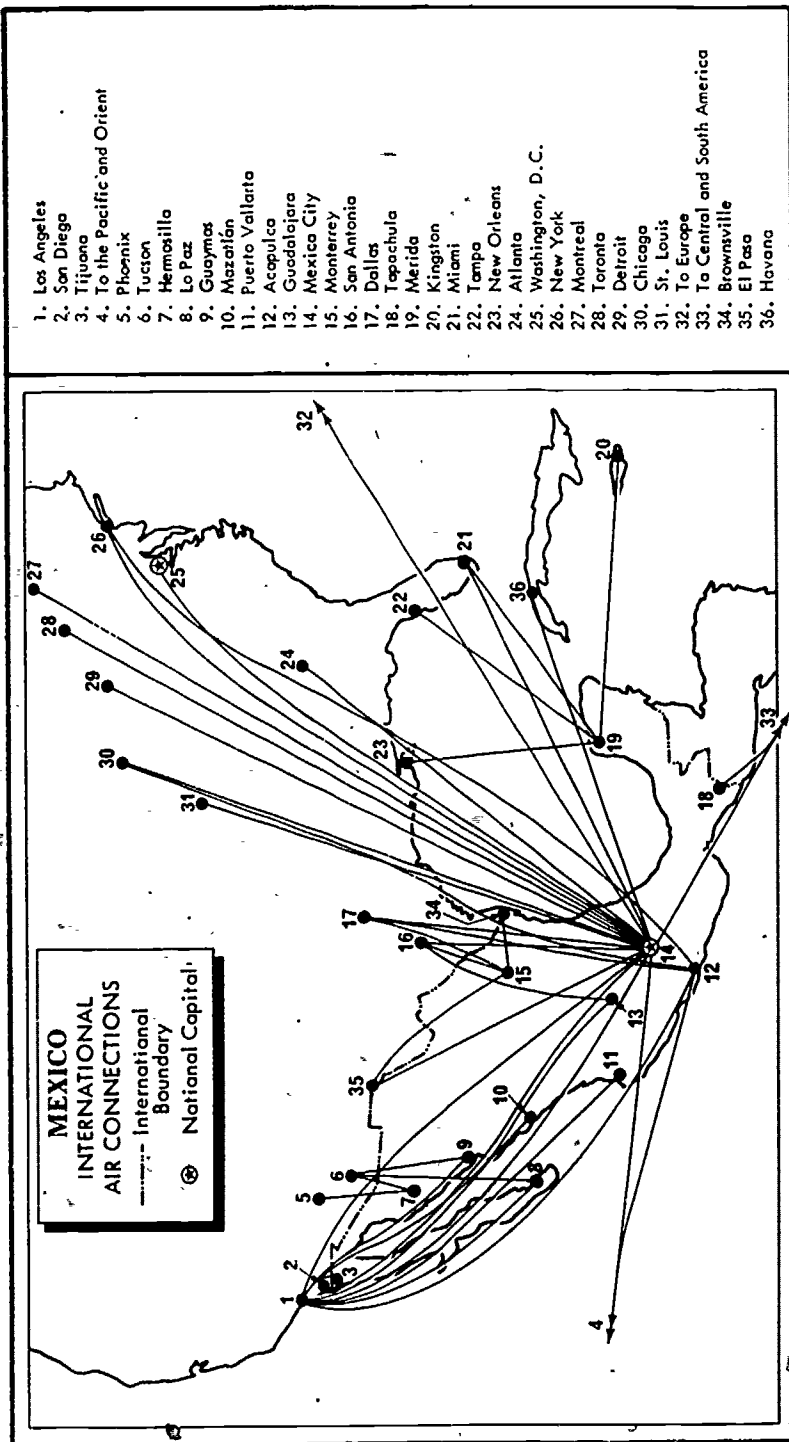 MEXICO
INTERNATIONAL
AIR CONNECTIONS
International
Boundary
National Capital
1. Los Angeles
2. San Diego
3. Tijuana
4. To the Pacific and Orient
5. Phoenix
6. Tucson
7. Hermosilla
8. La Paz
9. Guaymas
10. Mazatlán
11. Puerto Vallarta
12. Acapulca
13. Guadalajara
14. Mexico City
15. Monterrey
16. San Antonia
17. Dallas
18. Tapachula
19. Merida
20. Kingston
21. Miami
22. Tampa
23. New Orleans
24. Atlanta
25. Washington, D.C.
26. New York
27. Montreal
28. Toronta
29. Detroit
30. Chicago
31. St. Louis
32. To Europe
33. To Central and South America
34. Brownsville
35. El Paso
36. Havana
27
28
26
29
25
30
31
32
24
22
21
23
36
20
19
17
16
34
18
33
15
14
12
13
35
11
10
9
6
5
7
8
2
3
1
4